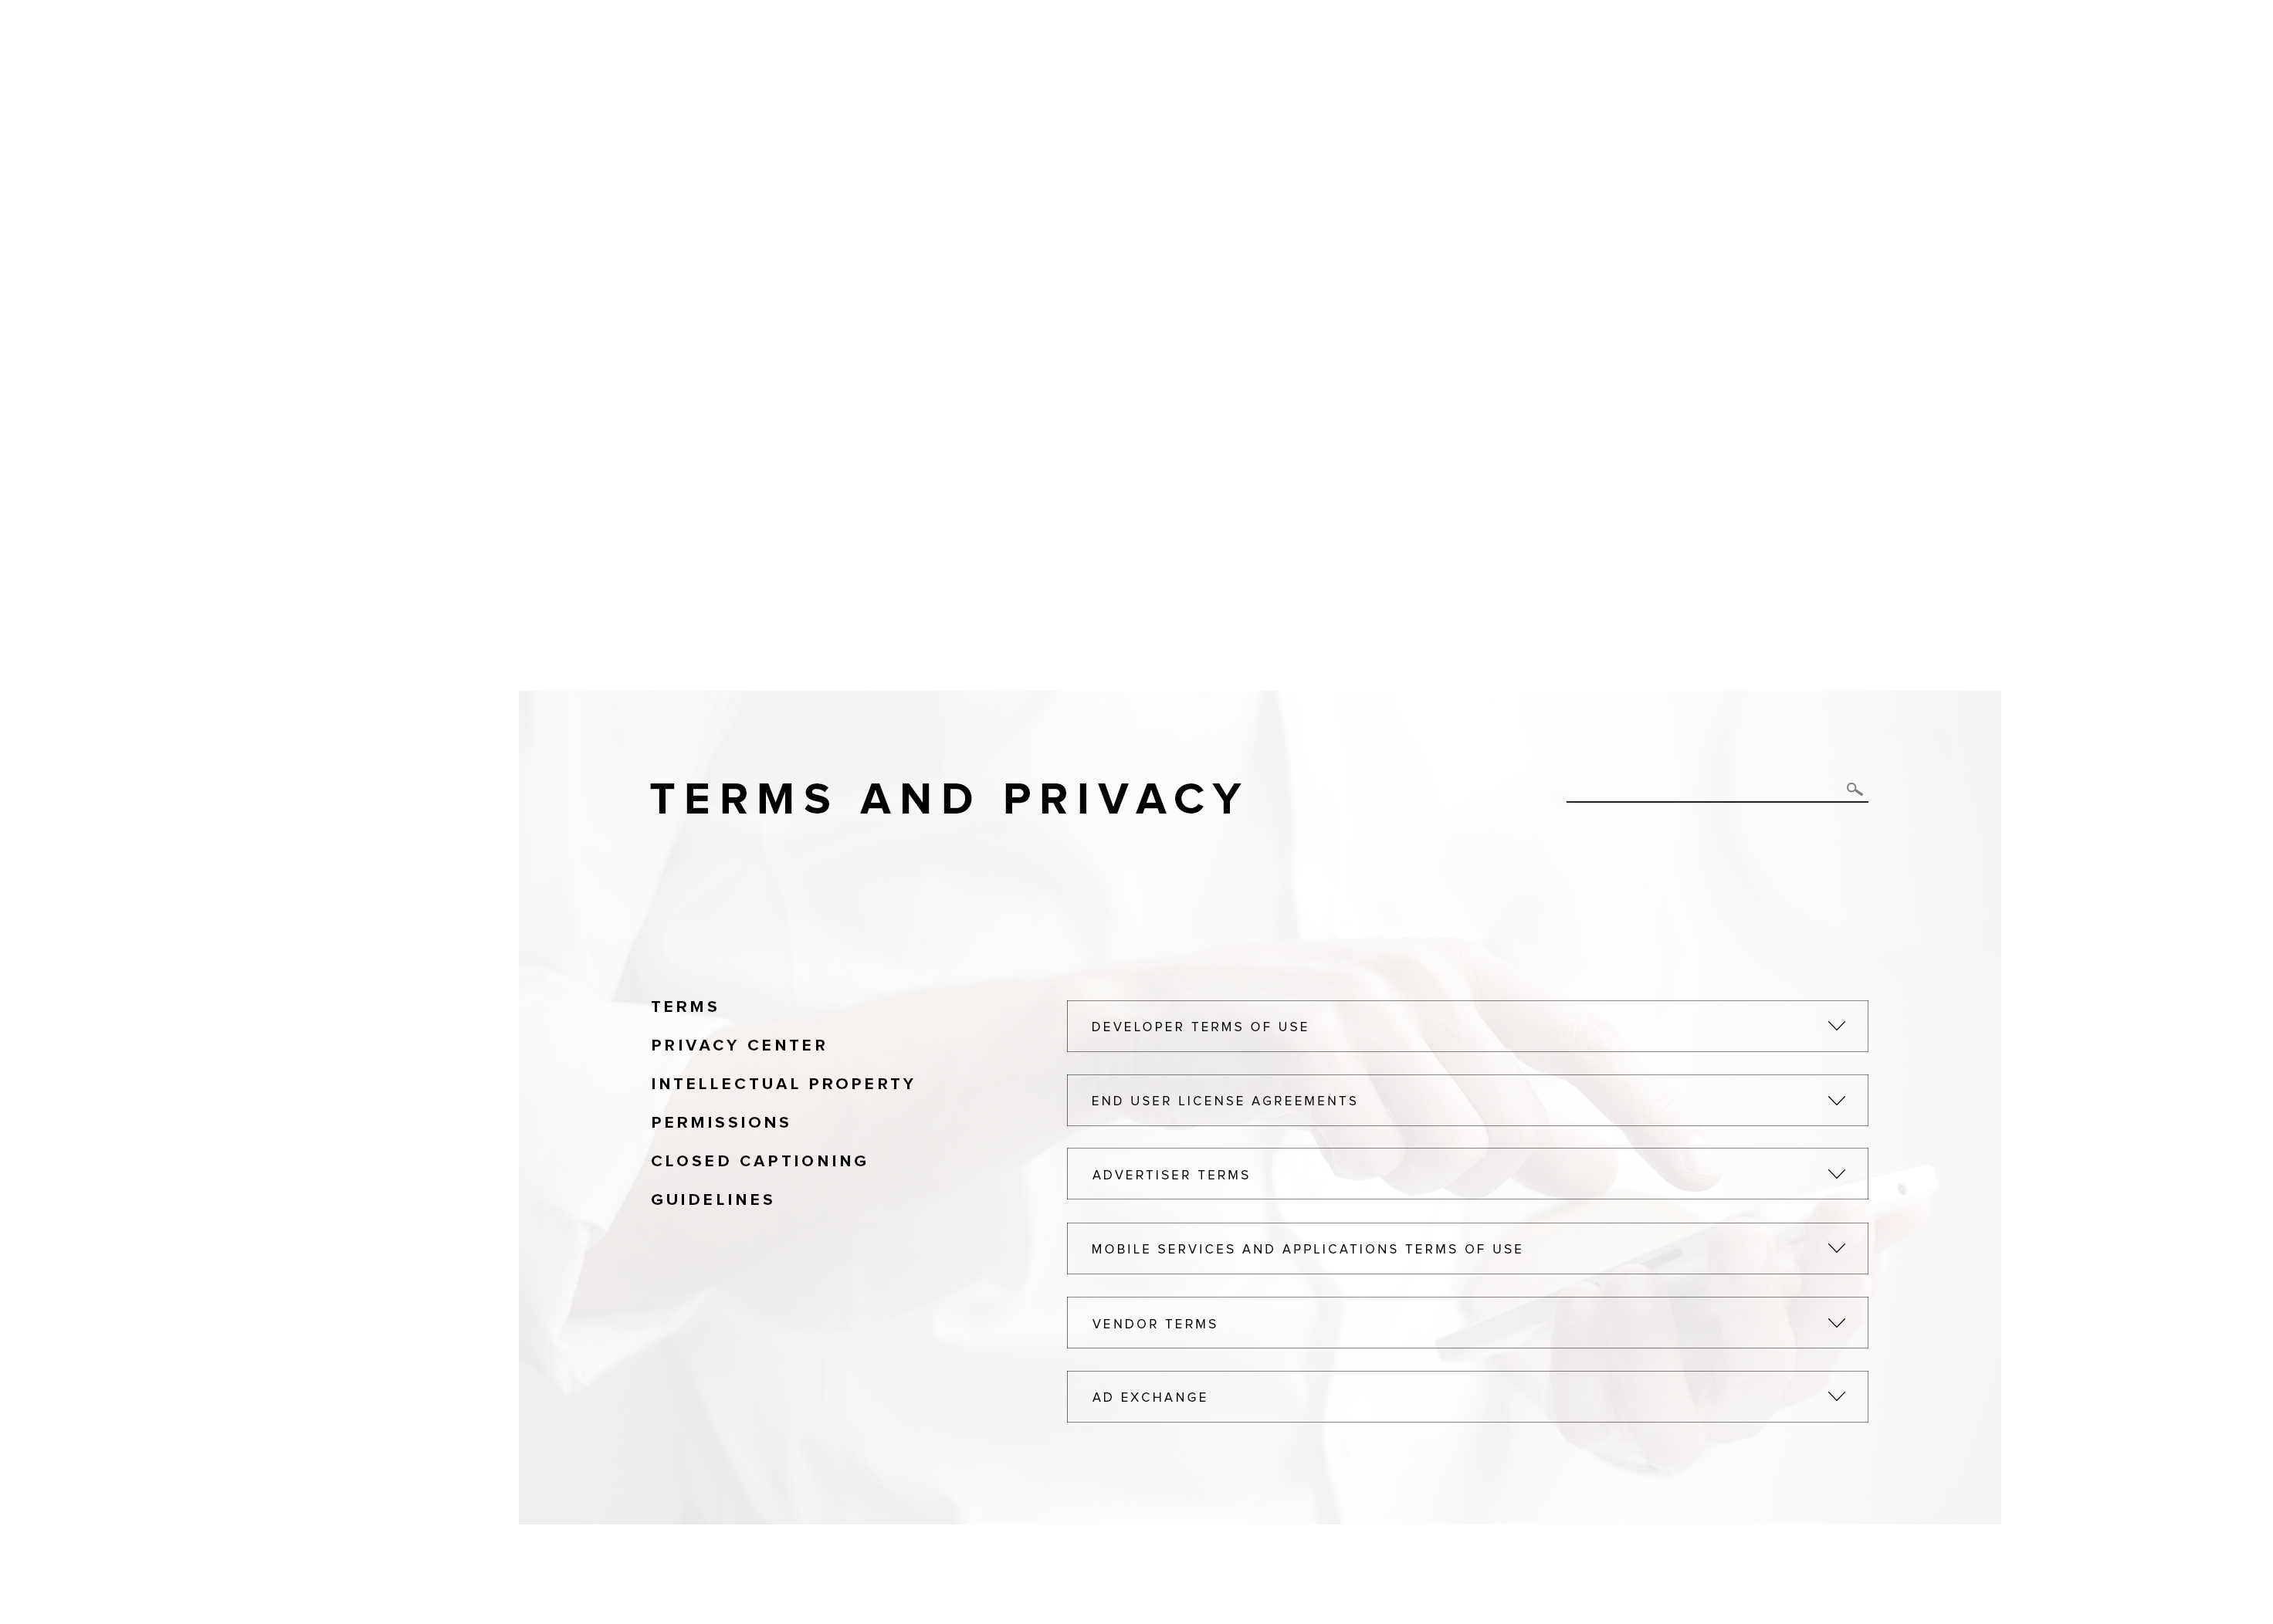 TERMS AND PRIVACY
TERMS
PRIVACY CENTER
INTELLECTUAL PROPERTY
PERMISSIONS
CLOSED CAPTIONING
GUIDELINES
DEVELOPER TERMS OF USE
END USER LICENSE AGREEMENTS
ADVERTISER TERMS
MOBILE SERVICES AND APPLICATIONS TERMS OF USE
VENDOR TERMS
AD EXCHANGE